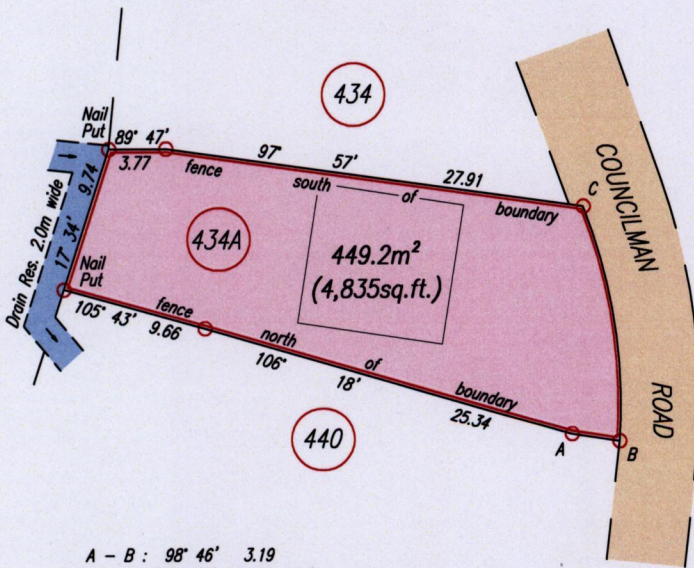 434
Nail
Put
89° 47'
3.77
97° 57' 27.91
fence south of boundary
C
COUNCILMAN
ROAD
Drain Res. 2.0m wide
17° 34' 9.74
434A
449.2m²
(4,835sq.ft.)
Nail
Put
105° 43' 9.66
fence north of boundary
106° 18' 25.34
A
B
440
A - B : 98° 46' 3.19